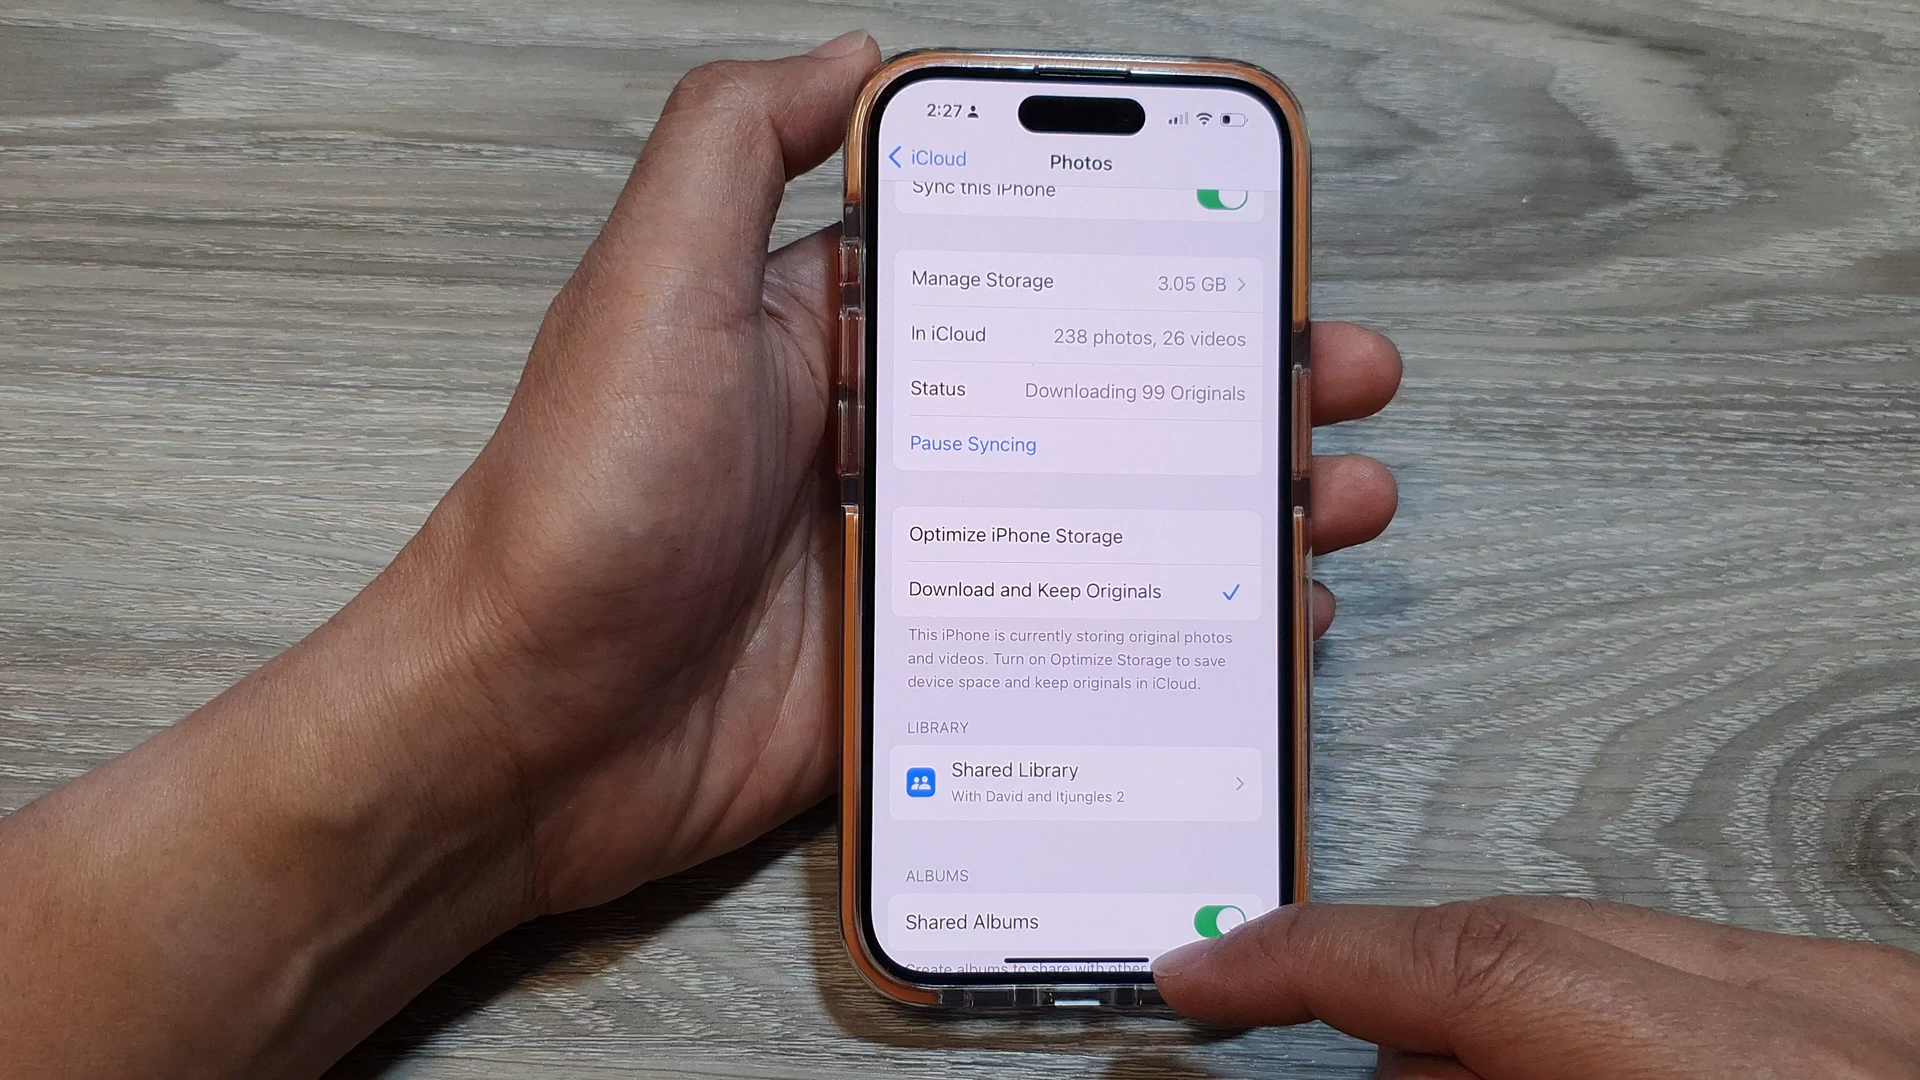 2:27
iCloud
Photos
Sync this iPhone
Manage Storage 3.05 GB
In iCloud 238 photos, 26 videos
Status Downloading 99 Originals
Pause Syncing
Optimize iPhone Storage
Download and Keep Originals
This iPhone is currently storing original photos
and videos. Turn on Optimize Storage to save
device space and keep originals in iCloud.
LIBRARY
Shared Library
With David and Itjungles 2
ALBUMS
Shared Albums
Create albums to share with other